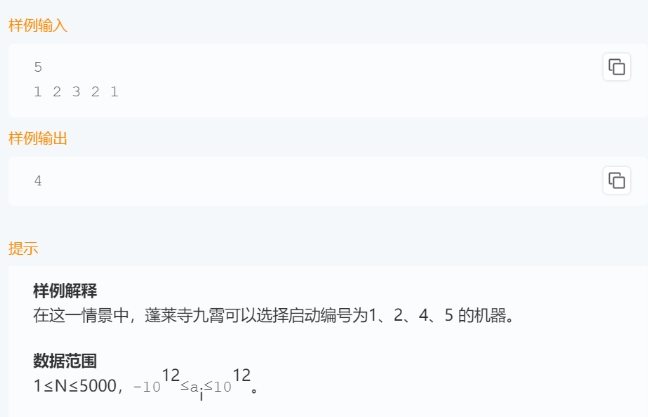 样例输入
5
1 2 3 2 1
样例输出
4
提示
样例解释
在这一情景中，蓬莱寺九霄可以选择启动编号为1、2、4、5 的机器。
数据范围
1≤N≤5000，-10^12≤a_i≤10^12。